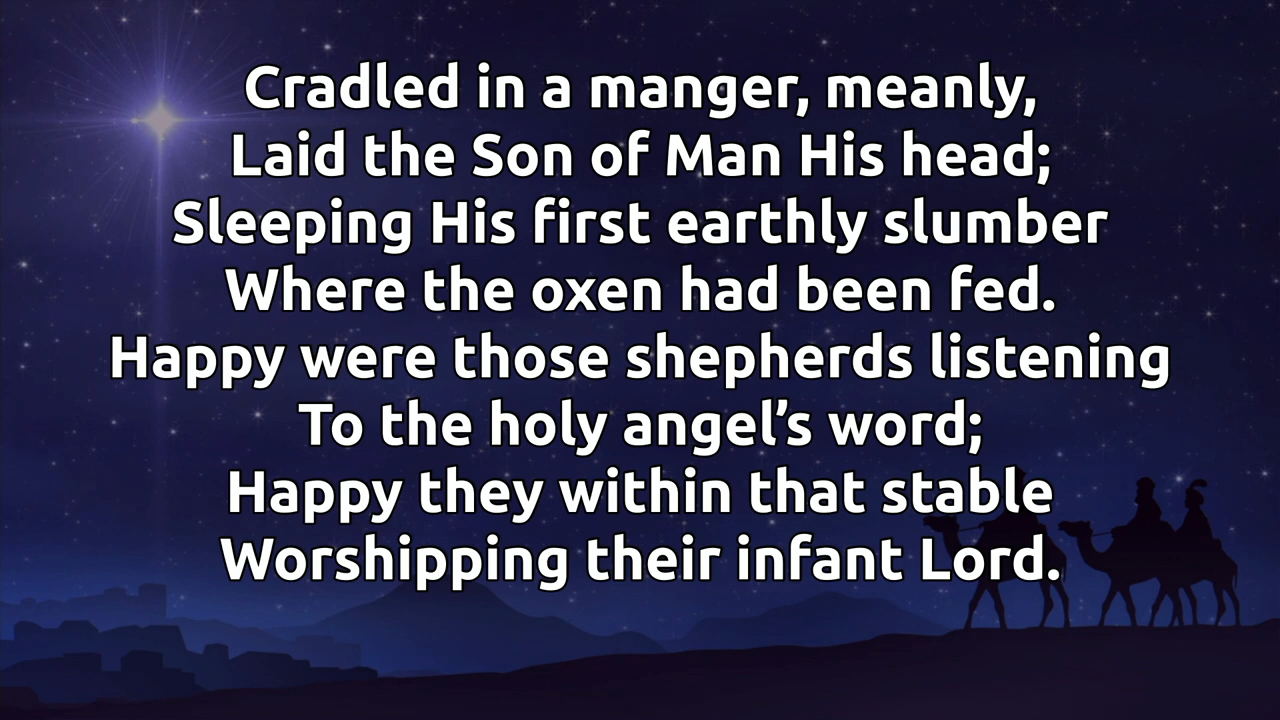 Cradled in a manger, meanly,
Laid the Son of Man His head;
Sleeping His first earthly slumber
Where the oxen had been fed.
Happy were those shepherds listening
To the holy angel’s word;
Happy they within that stable
Worshipping their infant Lord.